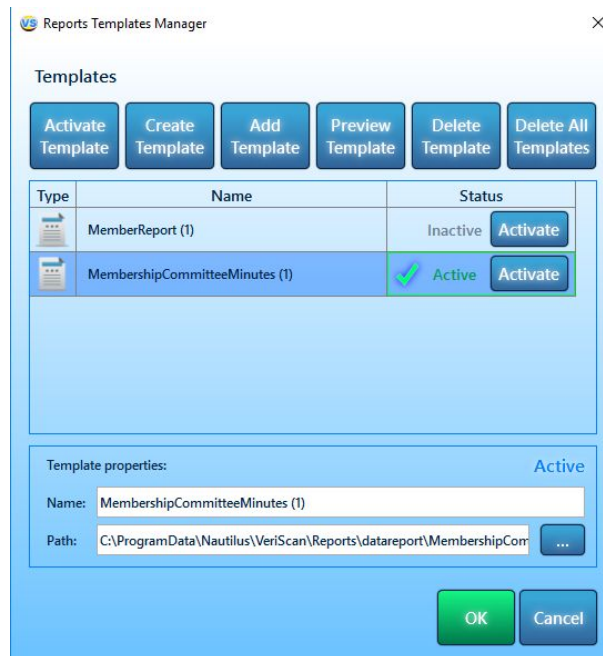 VS Reports Templates Manager
Templates
Activate Template
Create Template
Add Template
Preview Template
Delete Template
Delete All Templates
Type Name Status
MemberReport (1) Inactive Activate
MembershipCommitteeMinutes (1) Active Activate
Template properties: Active
Name: MembershipCommitteeMinutes (1)
Path: C:\ProgramData\Nautilus\VeriScan\Reports\datareport\MembershipCom ...
OK Cancel